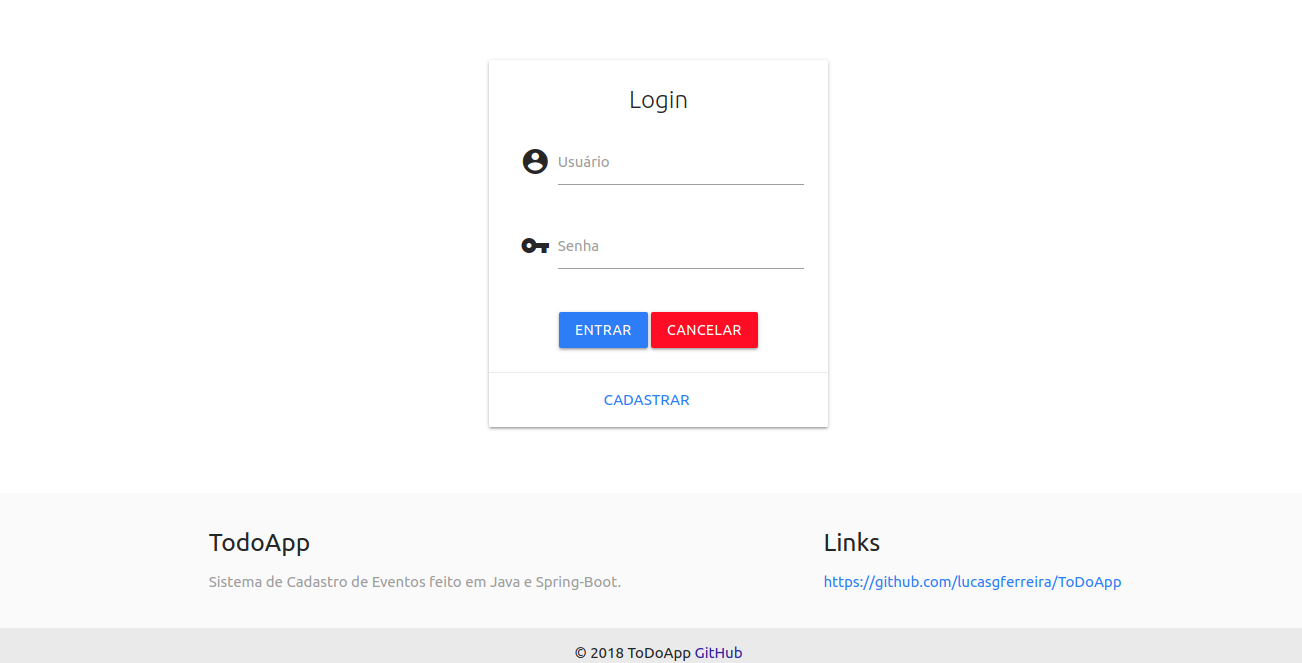 Login
Usuário
Senha
ENTRAR CANCELAR
CADASTRAR
TodoApp
Sistema de Cadastro de Eventos feito em Java e Spring-Boot.
Links
https://github.com/lucasgferreira/ToDoApp
© 2018 ToDoApp GitHub